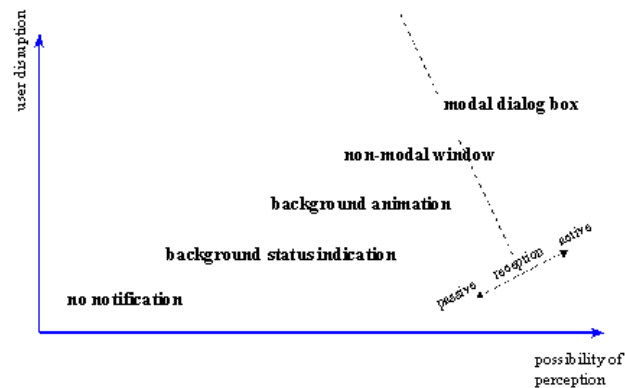 user disruption
modal dialog box
non-modal window
background animation
background status indication
no notification
passive reception active
possibility of
perception